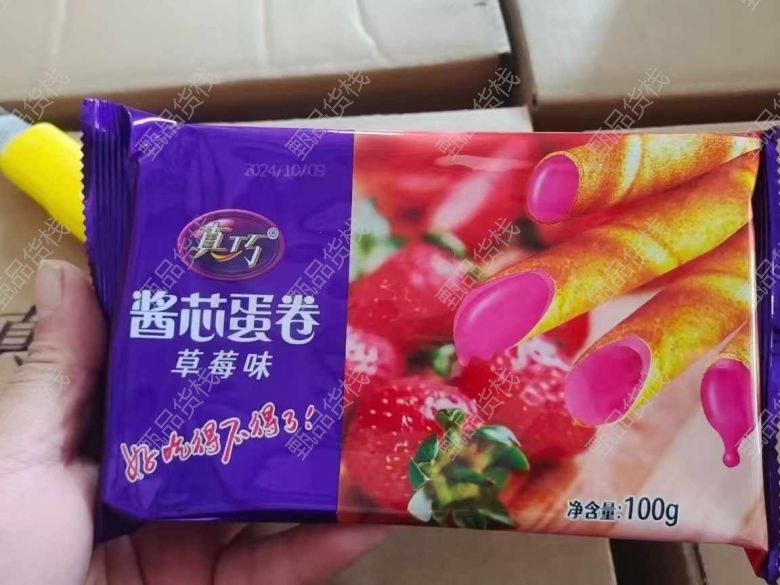 2024/10/09
真巧®
酱芯蛋卷
草莓味
好吃得不得了!
净含量:100g
甄品货栈